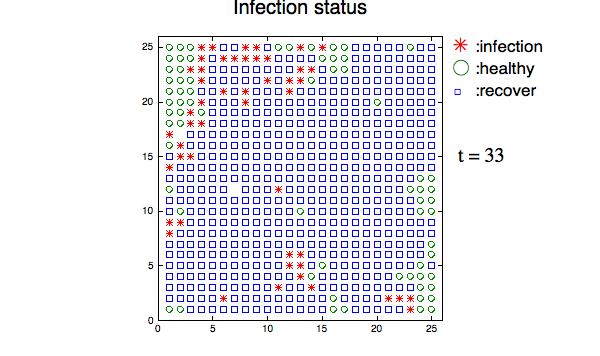 Infection status
:infection
:healthy
:recover
t = 33
25
20
15
10
5
0
0 5 10 15 20 25